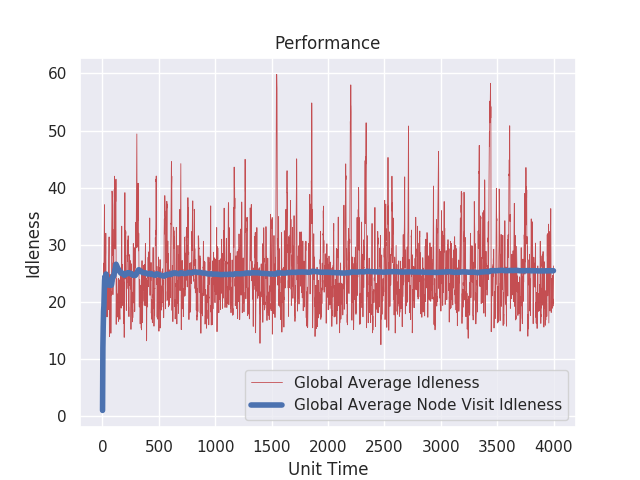 Performance
60
50
40
30
20
10
0
Idleness
0 500 1000 1500 2000 2500 3000 3500 4000
Unit Time
Global Average Idleness
Global Average Node Visit Idleness